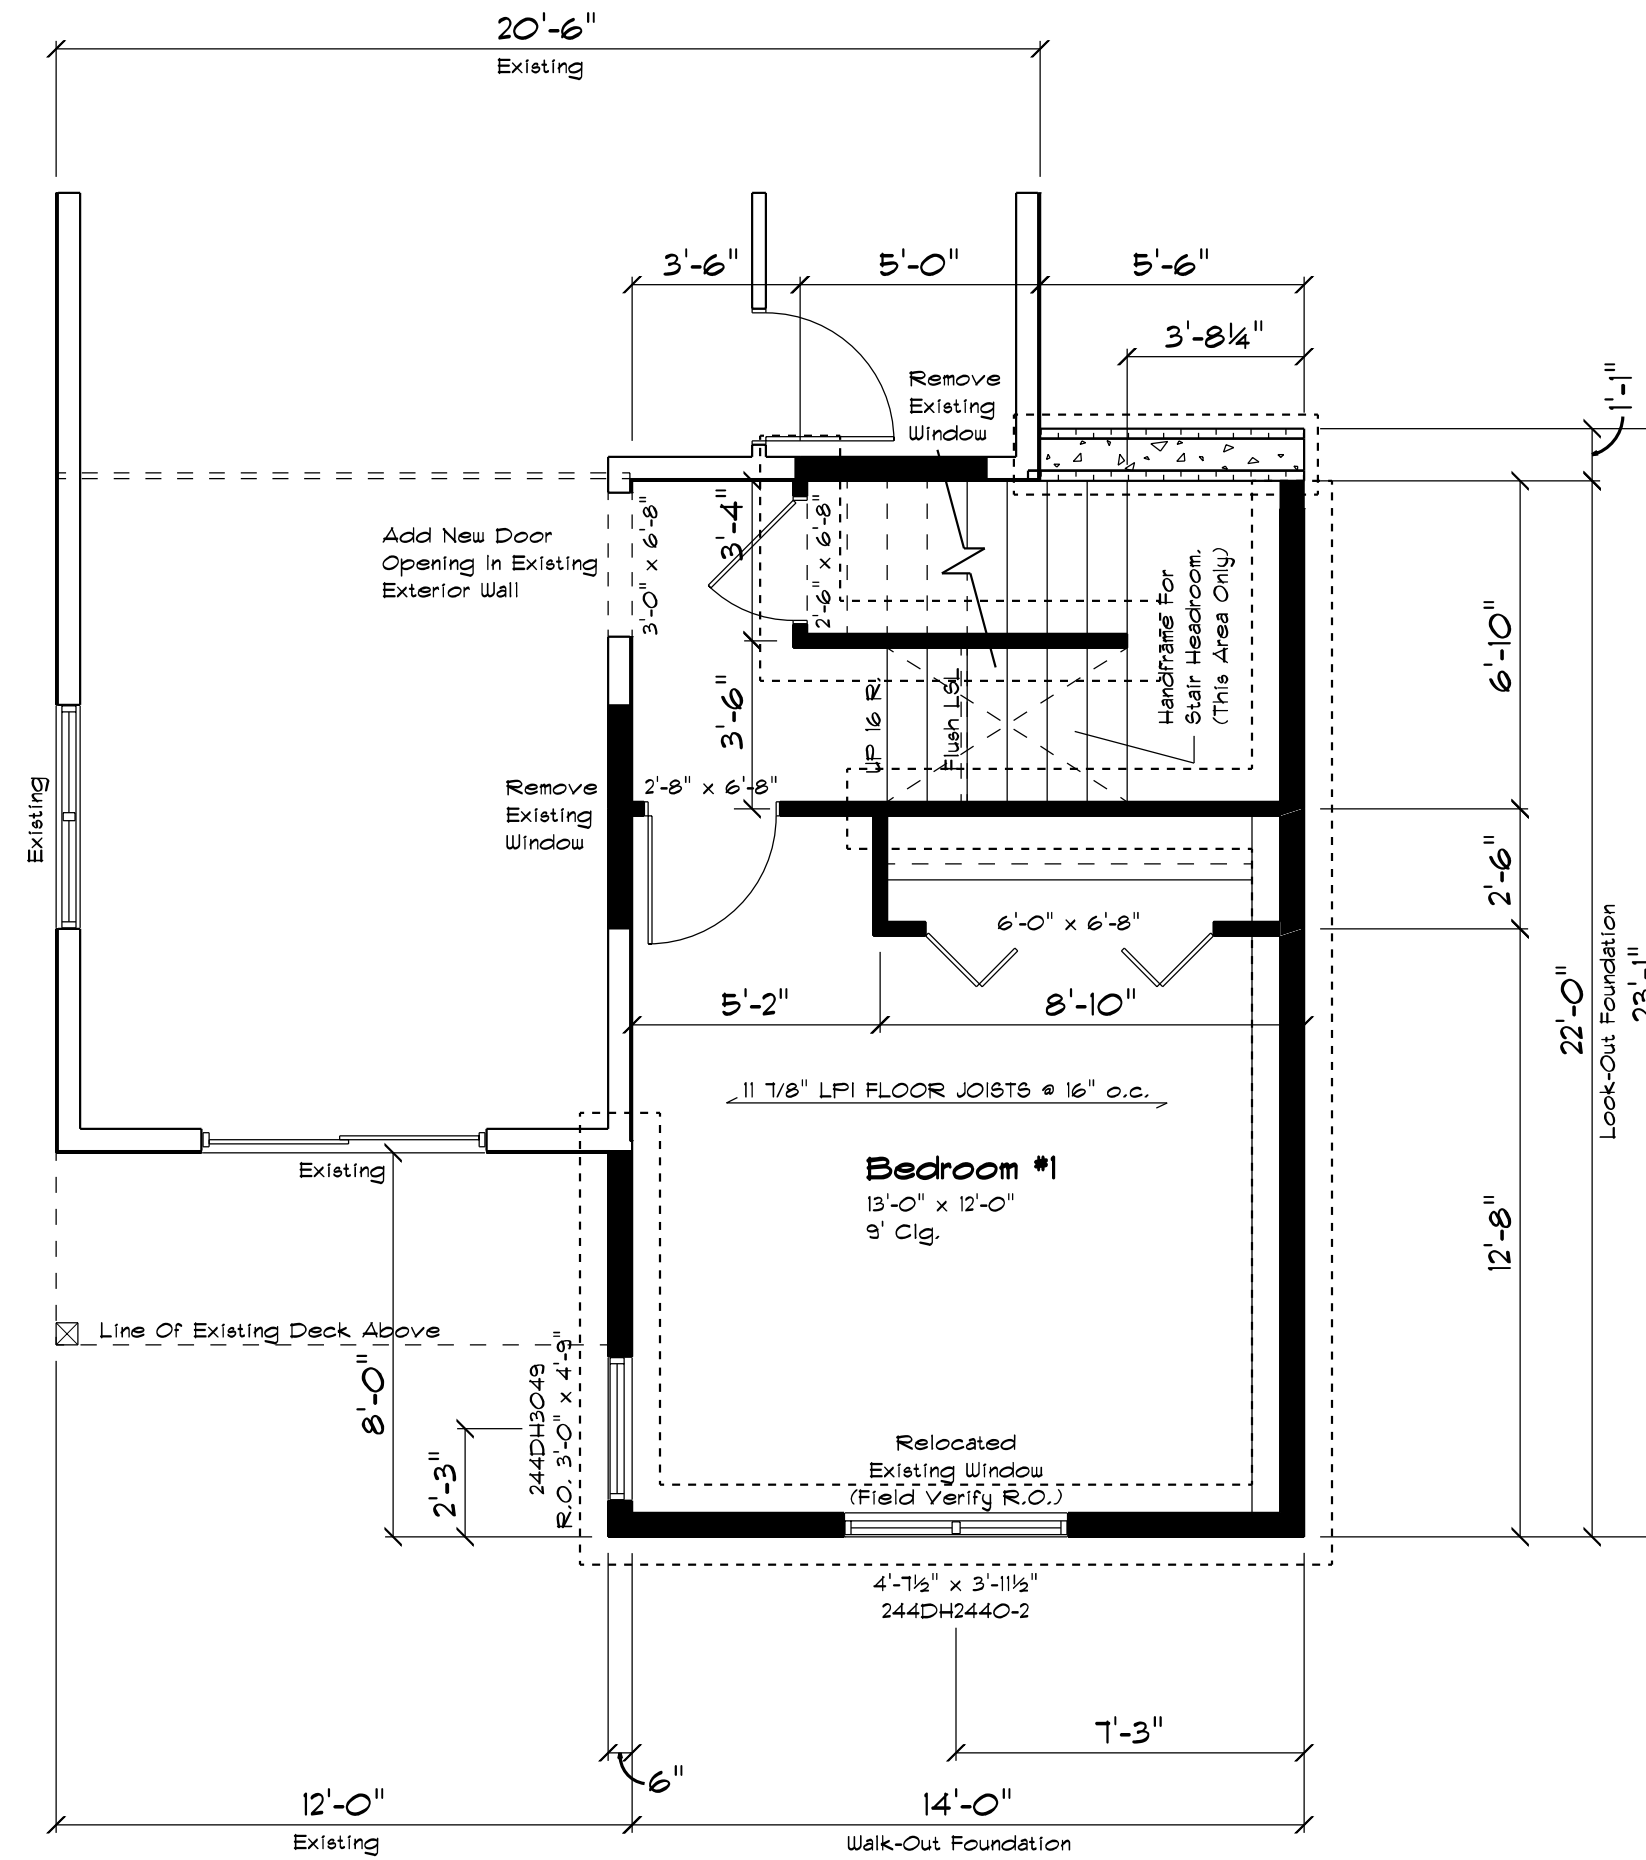 20'-6"
Existing
3'-6"
5'-0"
5'-6"
3'-8¼"
1'-1"
Remove
Existing
Window
Add New Door
Opening In Existing
Exterior Wall
3'-0" x 6'-8"
3'-4"
2'-6" x 6'-8"
Handframe For
Stair Headroom.
(This Area Only)
6'-10"
3'-6"
UP 16 R.
Flush LSL
Existing
Remove
Existing
Window
2'-8" x 6'-8"
2'-6"
6'-0" x 6'-8"
5'-2"
8'-10"
22'-0"
Look-Out Foundation
23'-1"
11 7/8" LPI FLOOR JOISTS @ 16" o.c.
Existing
Bedroom #1
13'-0" x 12'-0"
9' Clg.
12'-8"
Line Of Existing Deck Above
8'-0"
2'-3"
244DH3049
R.O. 3'-0" x 4'-9"
Relocated
Existing Window
(Field Verify R.O.)
4'-7½" x 3'-11½"
244DH2440-2
7'-3"
6"
12'-0"
Existing
14'-0"
Walk-Out Foundation